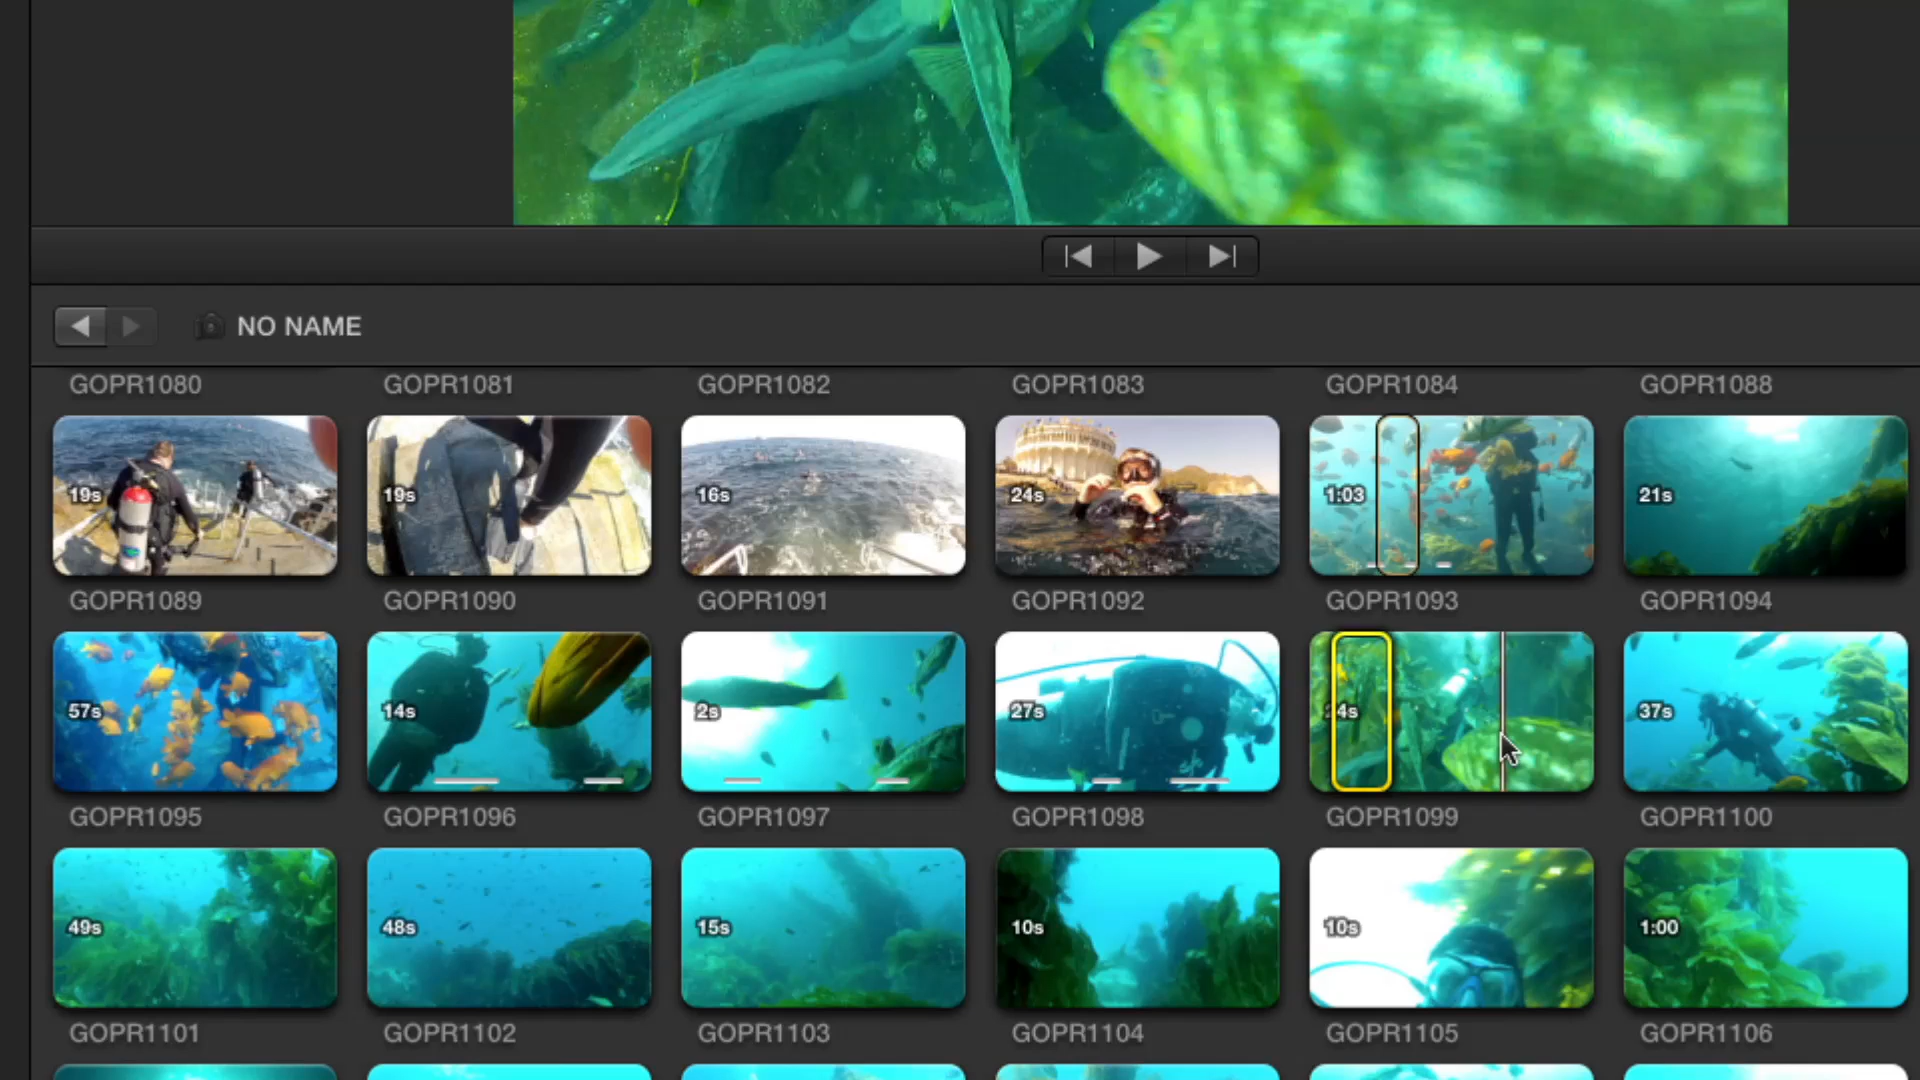 NO NAME
GOPR1080 GOPR1081 GOPR1082 GOPR1083 GOPR1084 GOPR1088
19s 19s 16s 24s 1:03 21s
GOPR1089 GOPR1090 GOPR1091 GOPR1092 GOPR1093 GOPR1094
57s 14s 2s 27s 4s 37s
GOPR1095 GOPR1096 GOPR1097 GOPR1098 GOPR1099 GOPR1100
49s 48s 15s 10s 10s 1:00
GOPR1101 GOPR1102 GOPR1103 GOPR1104 GOPR1105 GOPR1106